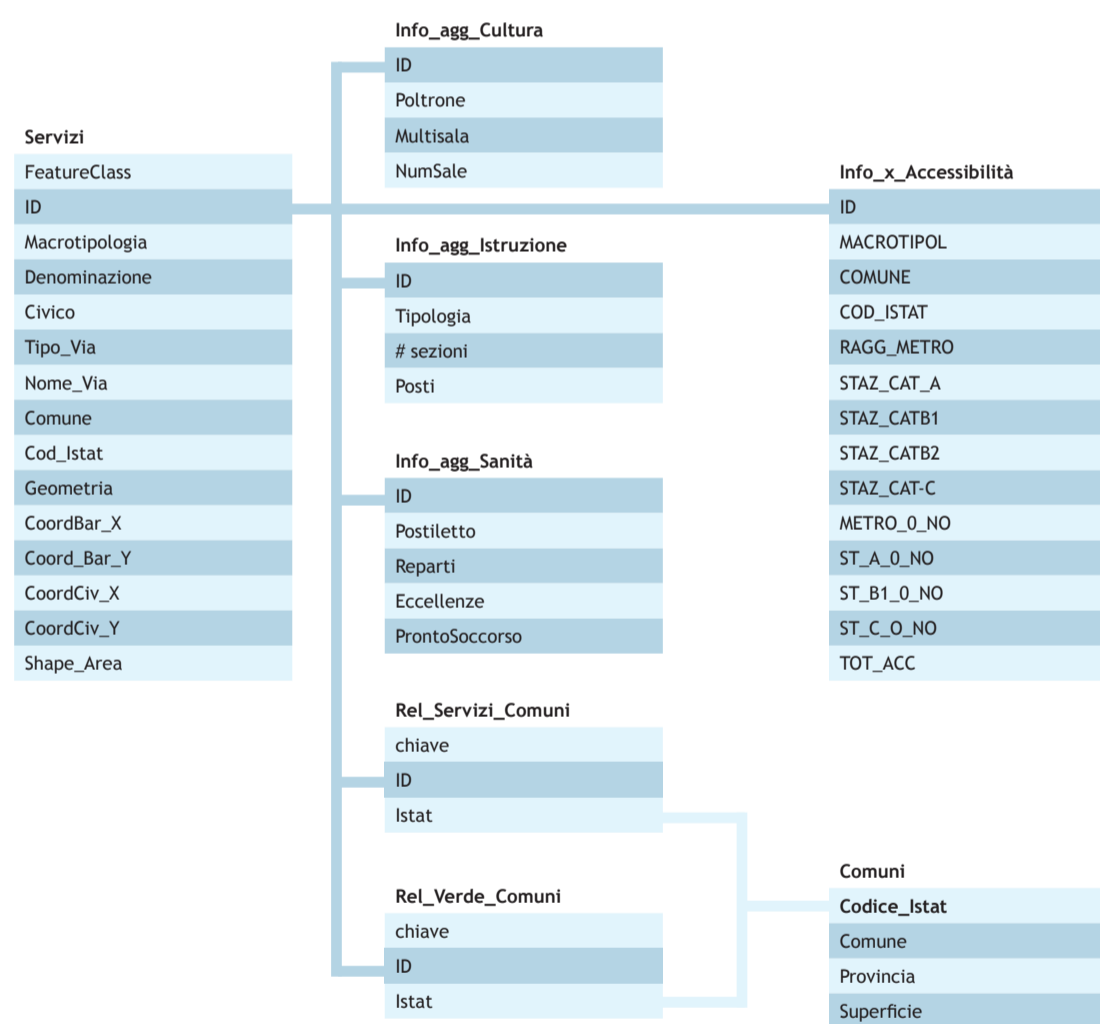 Servizi
FeatureClass
ID
Macrotipologia
Denominazione
Civico
Tipo_Via
Nome_Via
Comune
Cod_Istat
Geometria
CoordBar_X
Coord_Bar_Y
CoordCiv_X
CoordCiv_Y
Shape_Area
Info_agg_Cultura
ID
Poltrone
Multisala
NumSale
Info_agg_Istruzione
ID
Tipologia
# sezioni
Posti
Info_agg_Sanità
ID
Postiletto
Reparti
Eccellenze
ProntoSoccorso
Rel_Servizi_Comuni
chiave
ID
Istat
Rel_Verde_Comuni
chiave
ID
Istat
Info_x_Accessibilità
ID
MACROTIPOL
COMUNE
COD_ISTAT
RAGG_METRO
STAZ_CAT_A
STAZ_CATB1
STAZ_CATB2
STAZ_CAT-C
METRO_0_NO
ST_A_0_NO
ST_B1_0_NO
ST_C_O_NO
TOT_ACC
Comuni
Codice_Istat
Comune
Provincia
Superficie